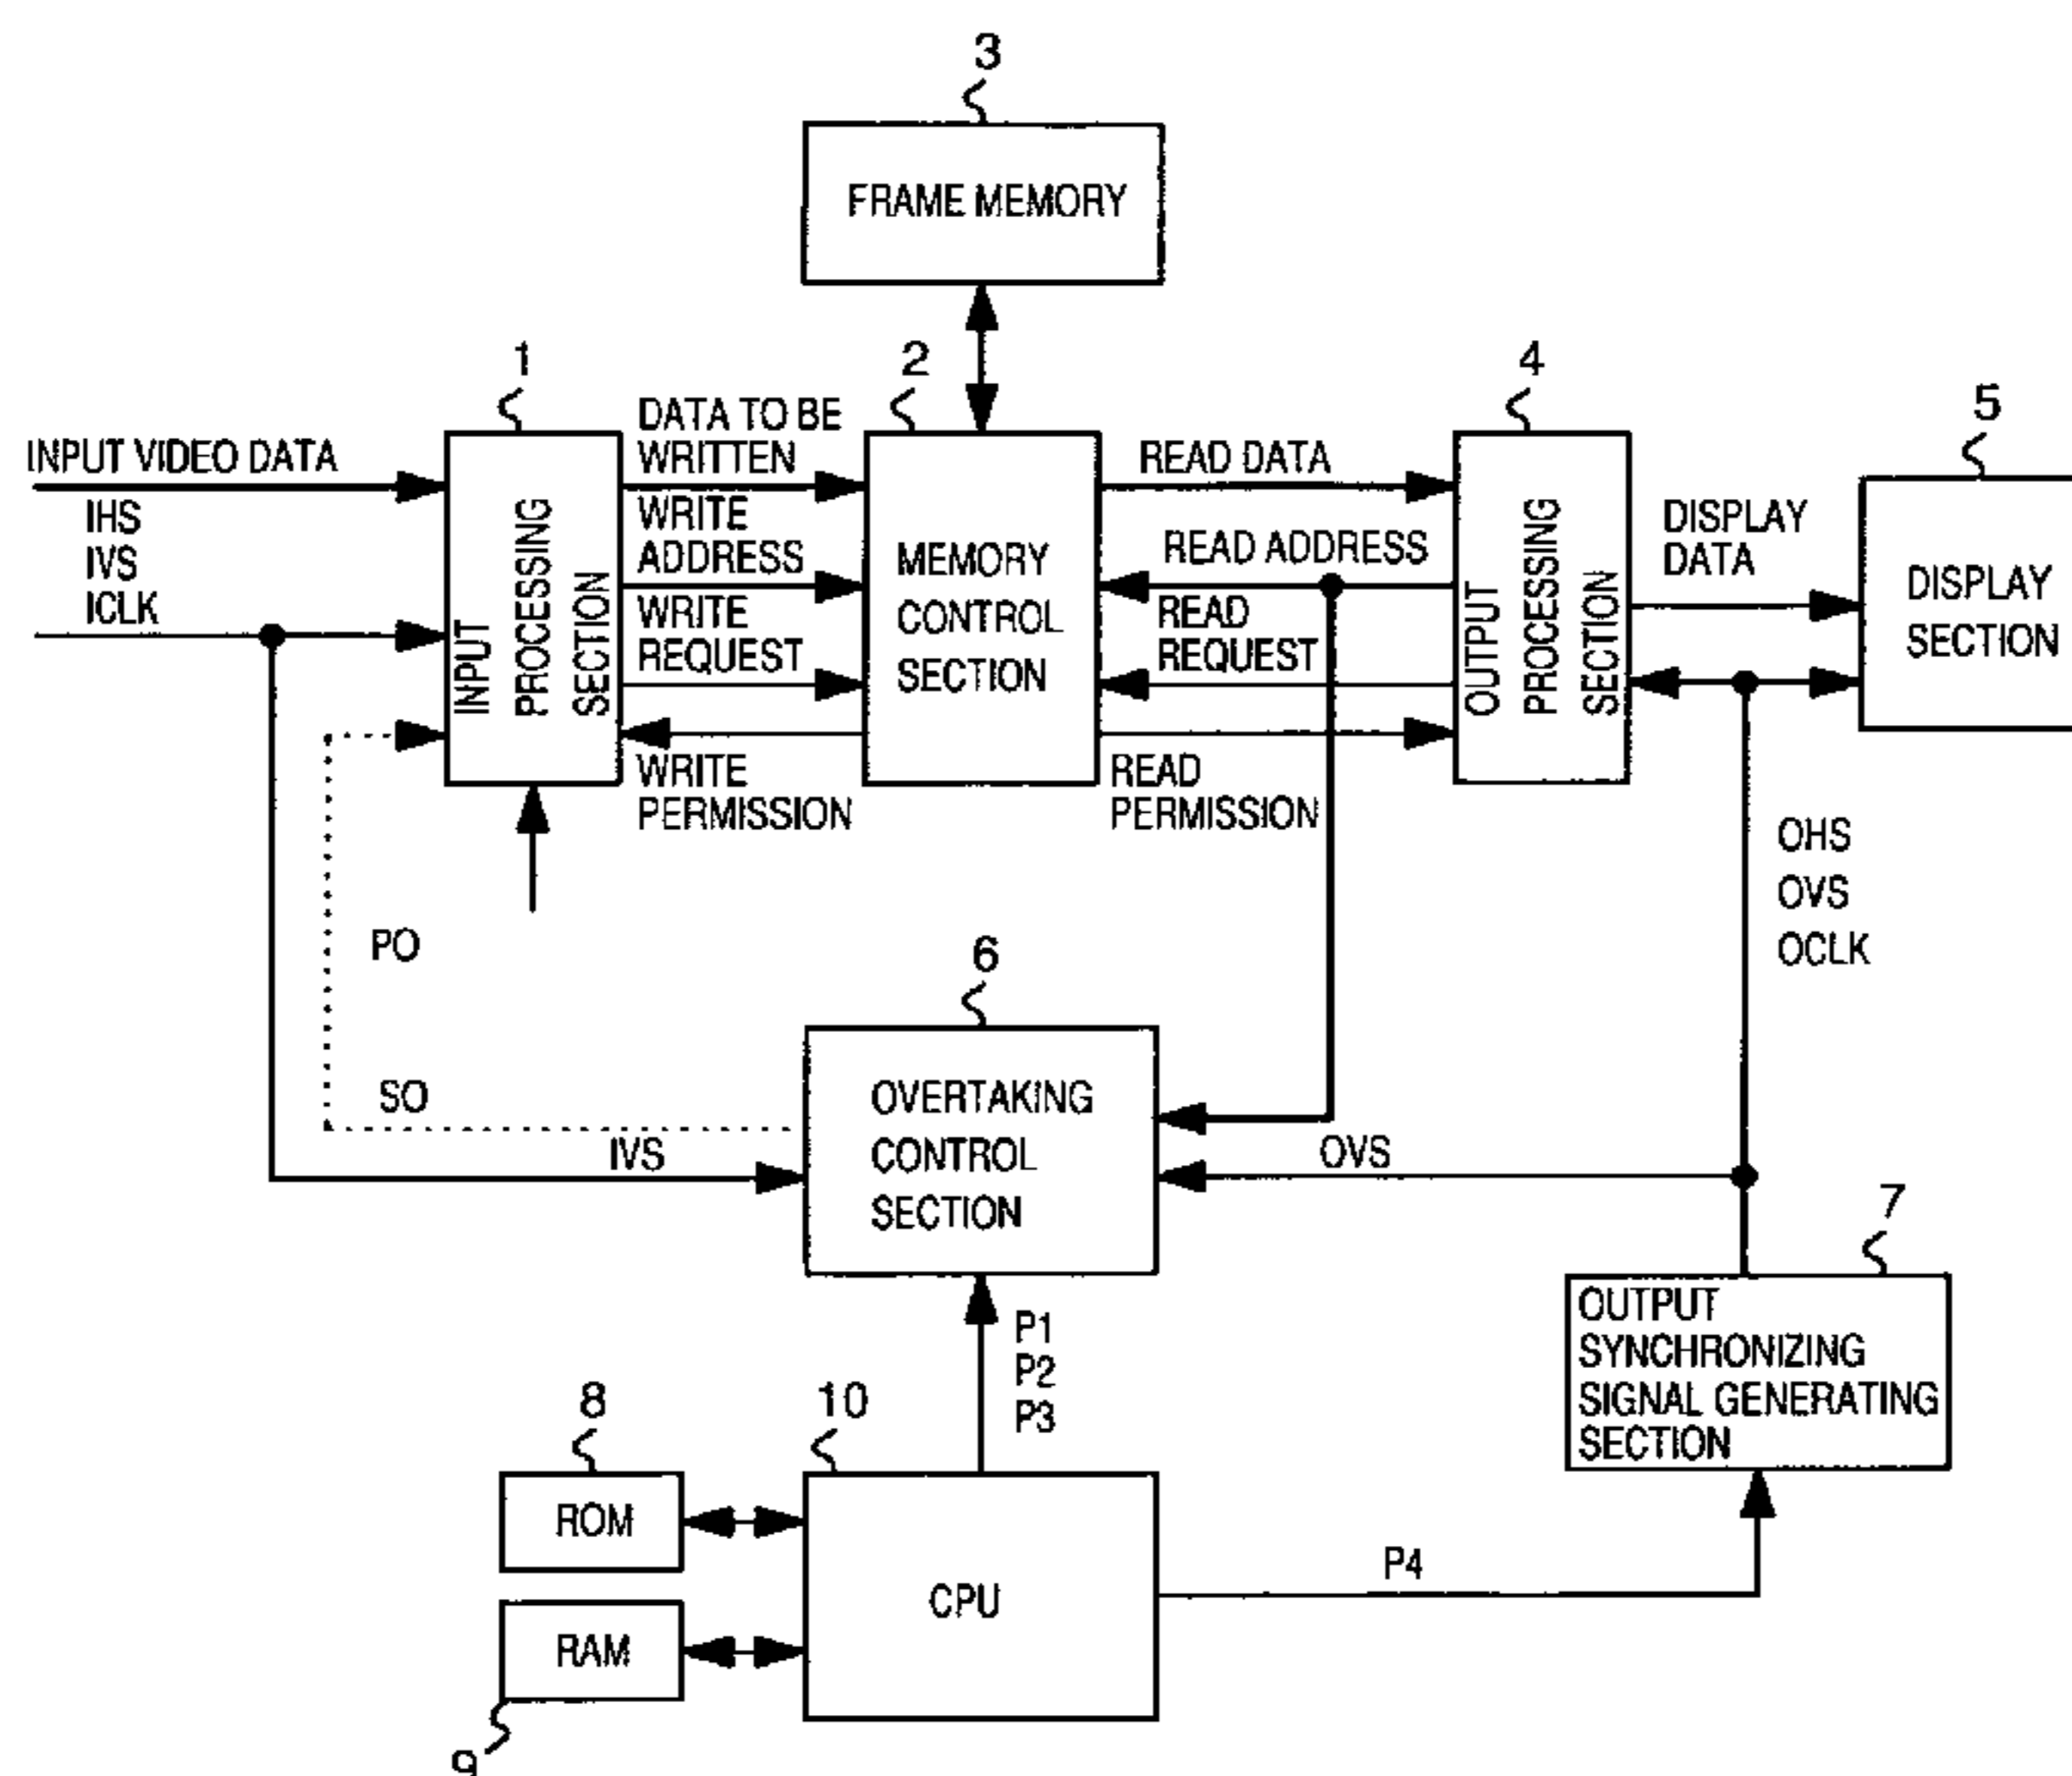 3
FRAME MEMORY
1
2
4
5
INPUT VIDEO DATA
IHS
IVS
ICLK
INPUT
PROCESSING
SECTION
DATA TO BE
WRITTEN
WRITE
ADDRESS
WRITE
REQUEST
WRITE
PERMISSION
MEMORY
CONTROL
SECTION
READ DATA
READ ADDRESS
READ
REQUEST
READ
PERMISSION
OUTPUT
PROCESSING
SECTION
DISPLAY
DATA
DISPLAY
SECTION
OHS
OVS
OCLK
PO
SO
IVS
6
OVERTAKING
CONTROL
SECTION
OVS
7
OUTPUT
SYNCHRONIZING
SIGNAL GENERATING
SECTION
P1
P2
P3
8
ROM
10
CPU
P4
RAM
9